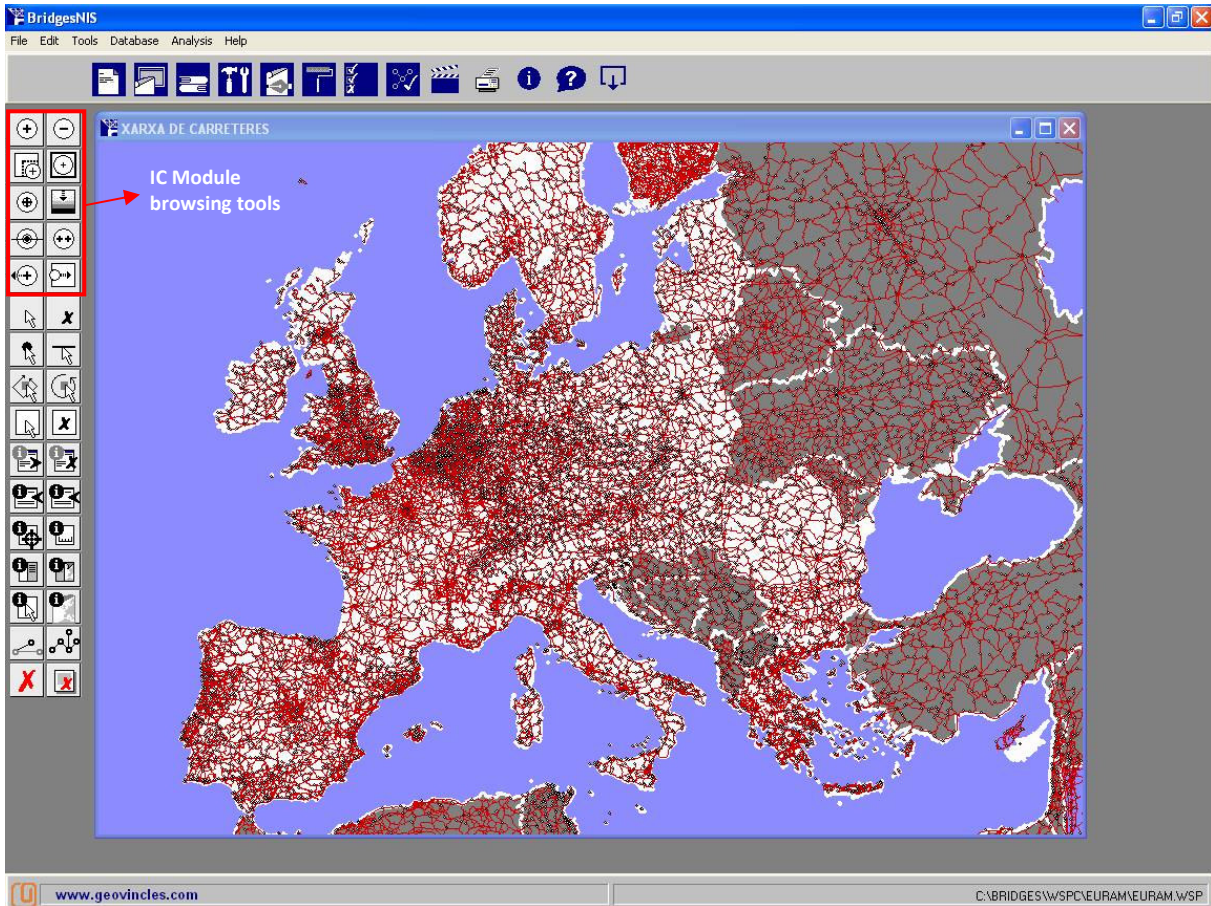 BridgesNIS
File Edit Tools Database Analysis Help
XARXA DE CARRETERES
IC Module
browsing tools
www.geovincles.com
C:\BRIDGES\WSPC\EURAM\EURAM.WSP